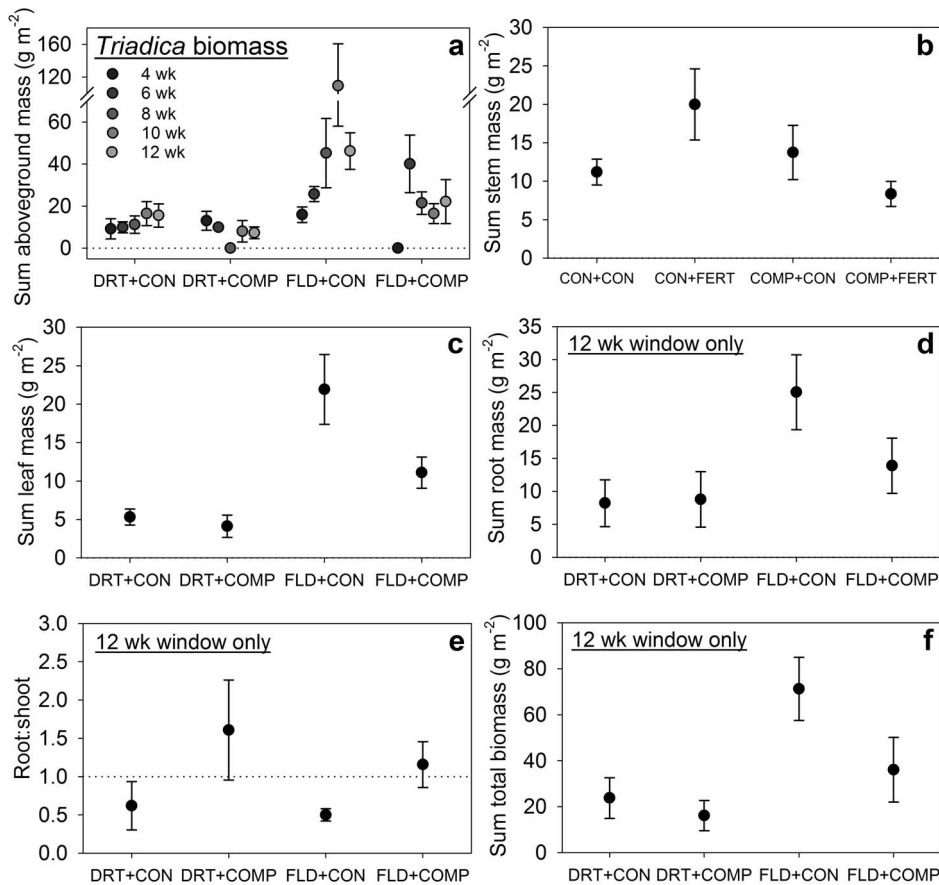 a
Triadica biomass
4 wk
6 wk
8 wk
10 wk
12 wk
Sum aboveground mass (g m⁻²)
160
120
60
40
20
0
DRT+CON DRT+COMP FLD+CON FLD+COMP
b
Sum stem mass (g m⁻²)
30
25
20
15
10
5
0
CON+CON CON+FERT COMP+CON COMP+FERT
c
Sum leaf mass (g m⁻²)
30
25
20
15
10
5
0
DRT+CON DRT+COMP FLD+CON FLD+COMP
d
12 wk window only
Sum root mass (g m⁻²)
35
30
25
20
15
10
5
0
DRT+CON DRT+COMP FLD+CON FLD+COMP
e
12 wk window only
Root:shoot
3.0
2.5
2.0
1.5
1.0
0.5
0.0
DRT+CON DRT+COMP FLD+CON FLD+COMP
f
12 wk window only
Sum total biomass (g m⁻²)
100
80
60
40
20
0
DRT+CON DRT+COMP FLD+CON FLD+COMP